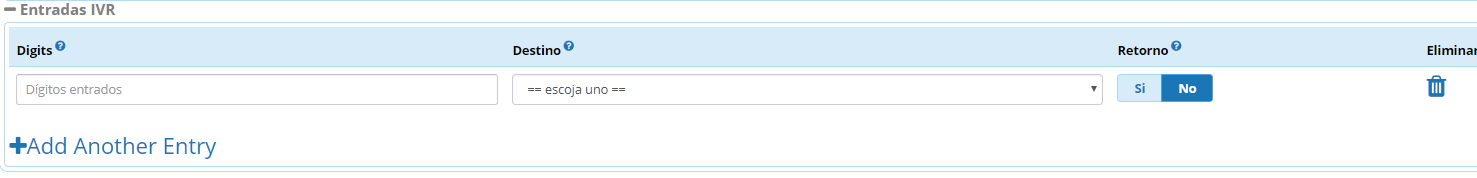 Entradas IVR
Digits ? Destino ? Retorno ? Eliminar
Dígitos entrados == escoja uno == Si No
Add Another Entry